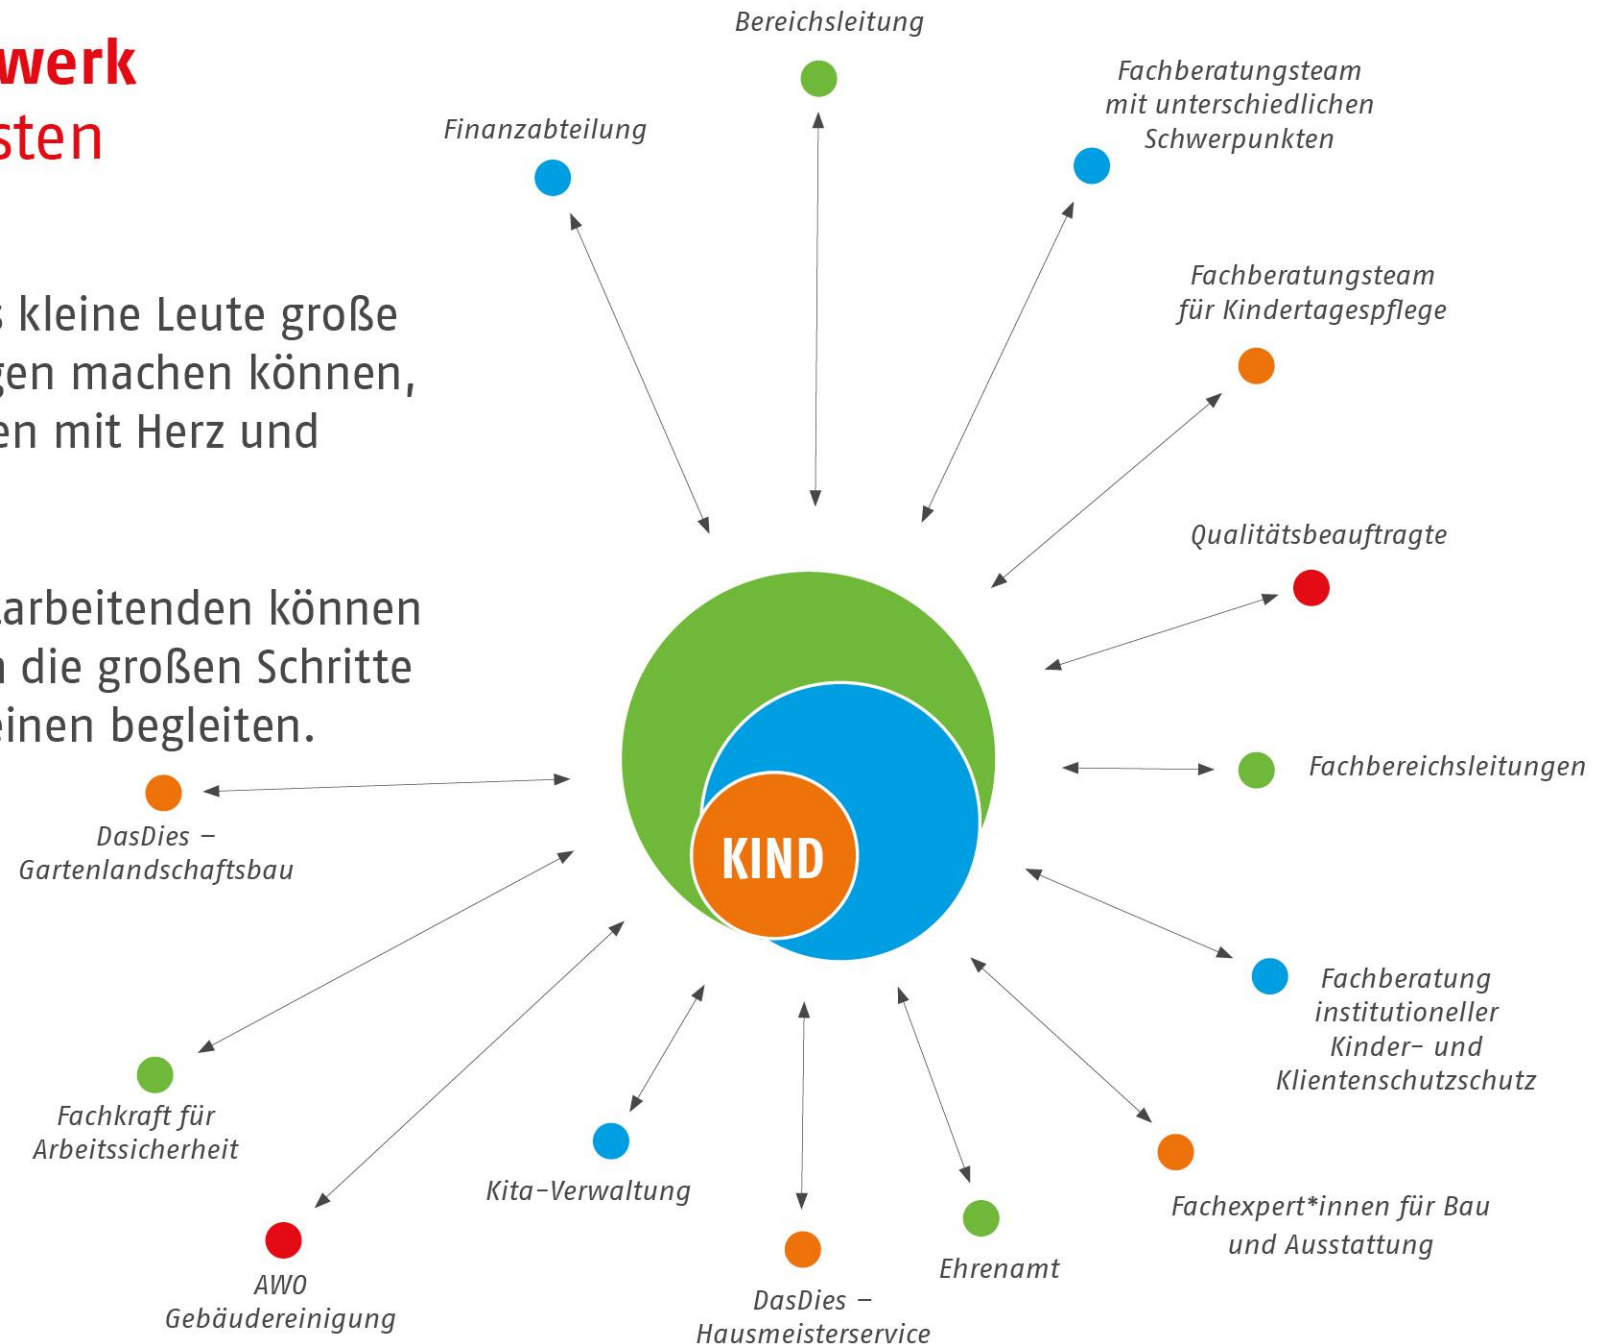 werk
sten
s kleine Leute große
gen machen können,
en mit Herz und
arbeitenden können
n die großen Schritte
einen begleiten.
Bereichsleitung
Finanzabteilung
Fachberatungsteam
mit unterschiedlichen
Schwerpunkten
Fachberatungsteam
für Kindertagespflege
Qualitätsbeauftragte
Fachbereichsleitungen
KIND
Fachberatung
institutioneller
Kinder- und
Klientenschutzschutz
Fachexpert*innen für Bau
und Ausstattung
Ehrenamt
DasDies –
Hausmeisterservice
Kita-Verwaltung
AWO
Gebäudereinigung
Fachkraft für
Arbeitssicherheit
DasDies –
Gartenlandschaftsbau